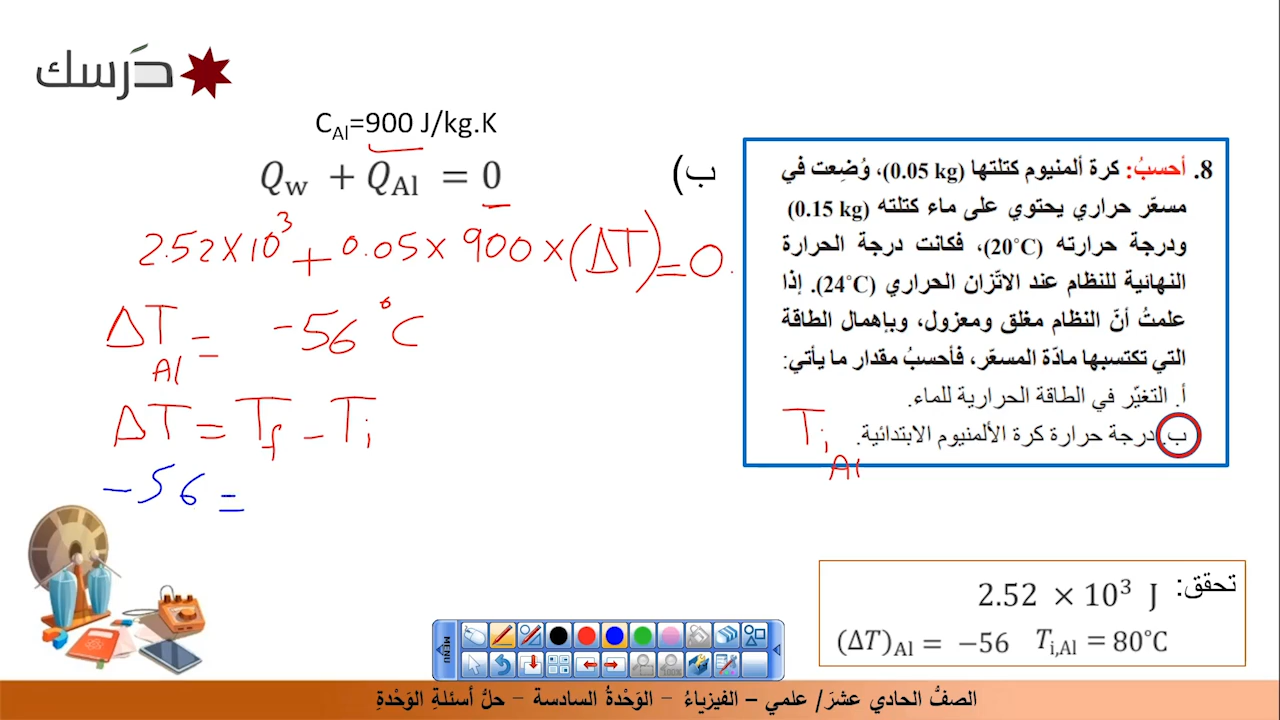 دَرسك
C_Al=900 J/kg.K
Q_w + Q_Al = 0
ب)
2.52×10³ + 0.05 × 900 × (ΔT) = 0.
ΔT_Al = -56°C
ΔT = T_f - T_i
-56 =
8. أحسبُ: كرة ألمنيوم كتلتها (0.05 kg)، وُضِعت في
مسعّر حراري يحتوي على ماء كتلته (0.15 kg)
ودرجة حرارته (20°C)، فكانت درجة الحرارة
النهائية للنظام عند الاتّزان الحراري (24°C). إذا
علمتُ أنّ النظام مغلق ومعزول، وبإهمال الطاقة
التي تكتسبها مادّة المسعّر، فأحسبُ مقدار ما يأتي:
أ. التغيّر في الطاقة الحرارية للماء.
ب. درجة حرارة كرة الألمنيوم الابتدائية.
T_i Al
تحقق:
2.52 × 10³ J
(ΔT)_Al = −56 T_i,Al = 80°C
MENU
الصفُّ الحادي عشرَ/ علمي – الفيزياءُ – الوَحْدةُ السادسة – حلُّ أسئلةِ الوَحْدةِ